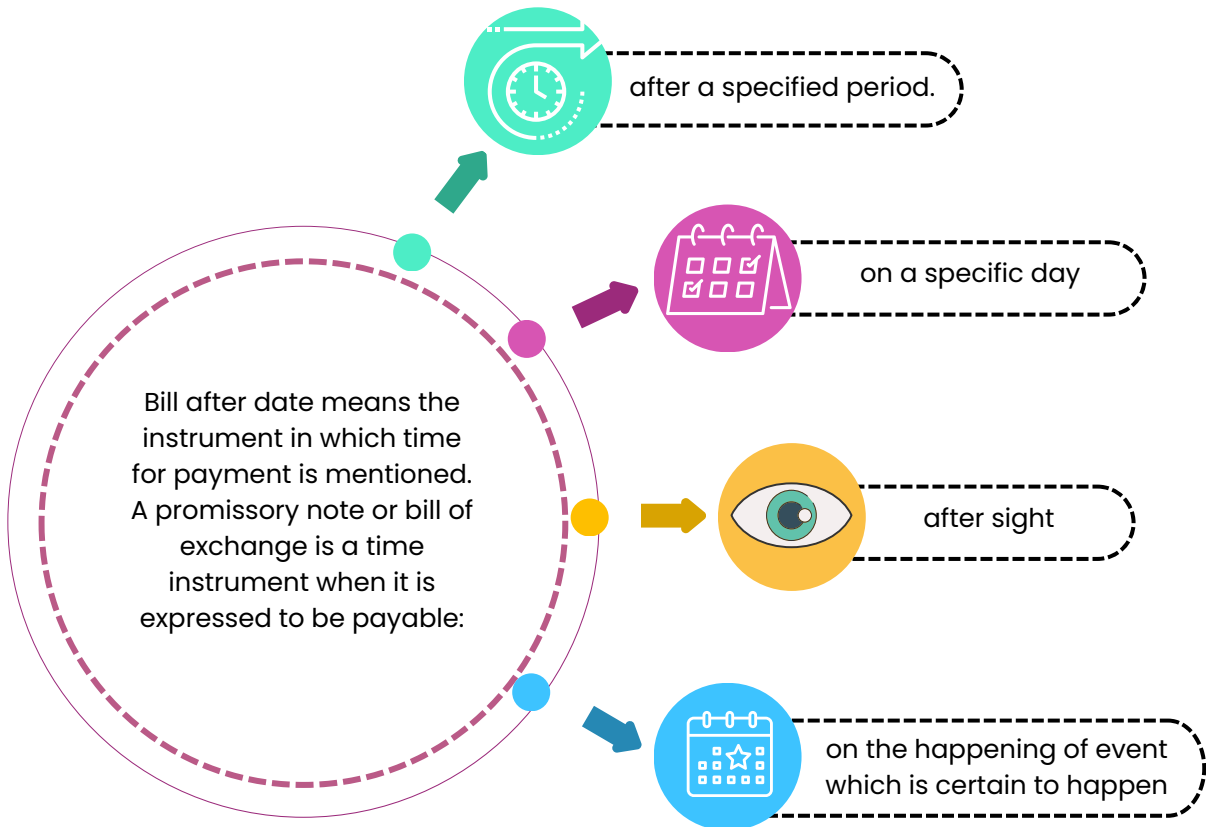 after a specified period.
on a specific day
Bill after date means the
instrument in which time
for payment is mentioned.
A promissory note or bill of
exchange is a time
instrument when it is
expressed to be payable:
after sight
on the happening of event
which is certain to happen